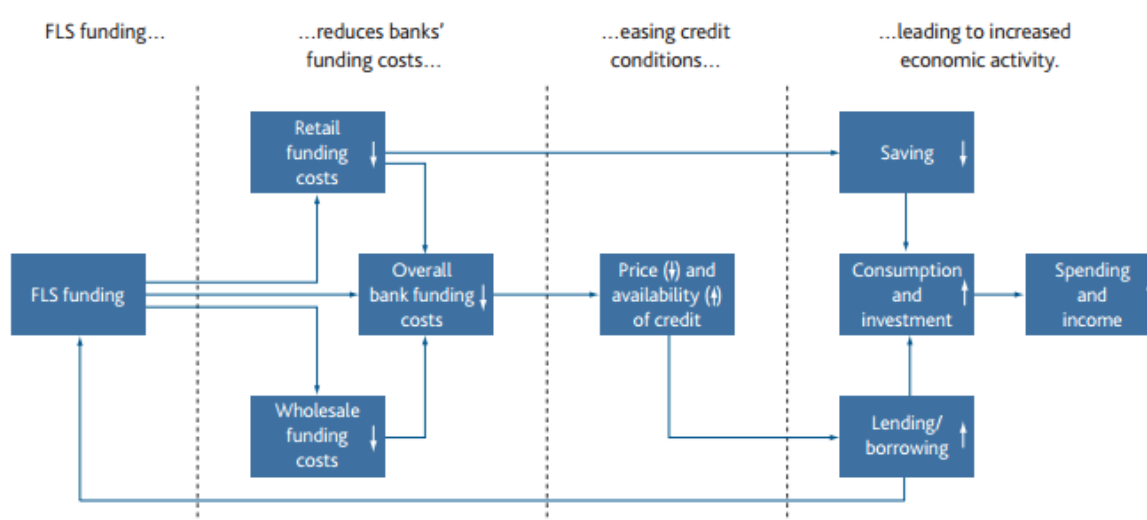 FLS funding…
…reduces banks’
funding costs…
…easing credit
conditions…
…leading to increased
economic activity.
Retail
funding
costs
Saving
FLS funding
Overall
bank funding
costs
Price (↓) and
availability (↑)
of credit
Consumption
and
investment
Spending
and
income
Wholesale
funding
costs
Lending/
borrowing